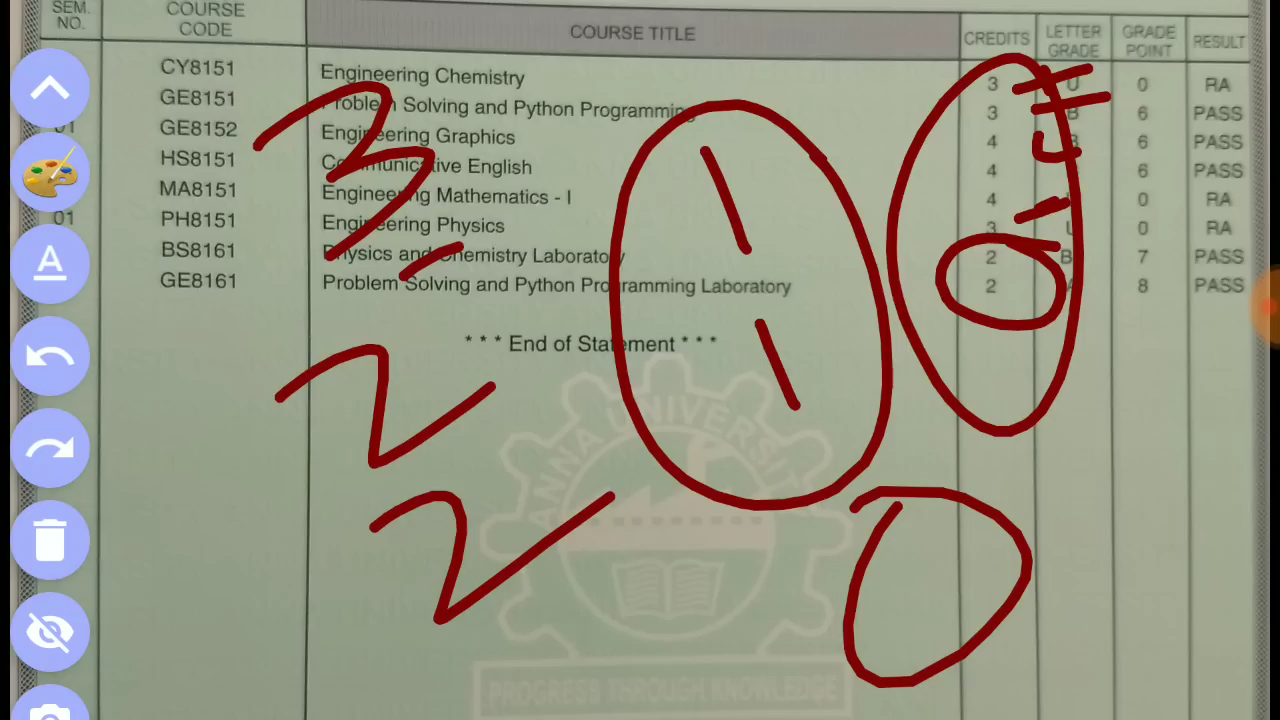 SEM. NO. COURSE CODE COURSE TITLE CREDITS LETTER GRADE GRADE POINT RESULT
CY8151 Engineering Chemistry 3 U 0 RA
GE8151 Problem Solving and Python Programming 3 B 6 PASS
01 GE8152 Engineering Graphics 4 B 6 PASS
HS8151 Communicative English 4 6 PASS
MA8151 Engineering Mathematics - I 4 0 RA
01 PH8151 Engineering Physics 3 U 0 RA
BS8161 Physics and Chemistry Laboratory 2 B 7 PASS
GE8161 Problem Solving and Python Programming Laboratory 2 A 8 PASS
* * * End of Statement * * *
ANNA UNIVERSITY
PROGRESS THROUGH KNOWLEDGE
A